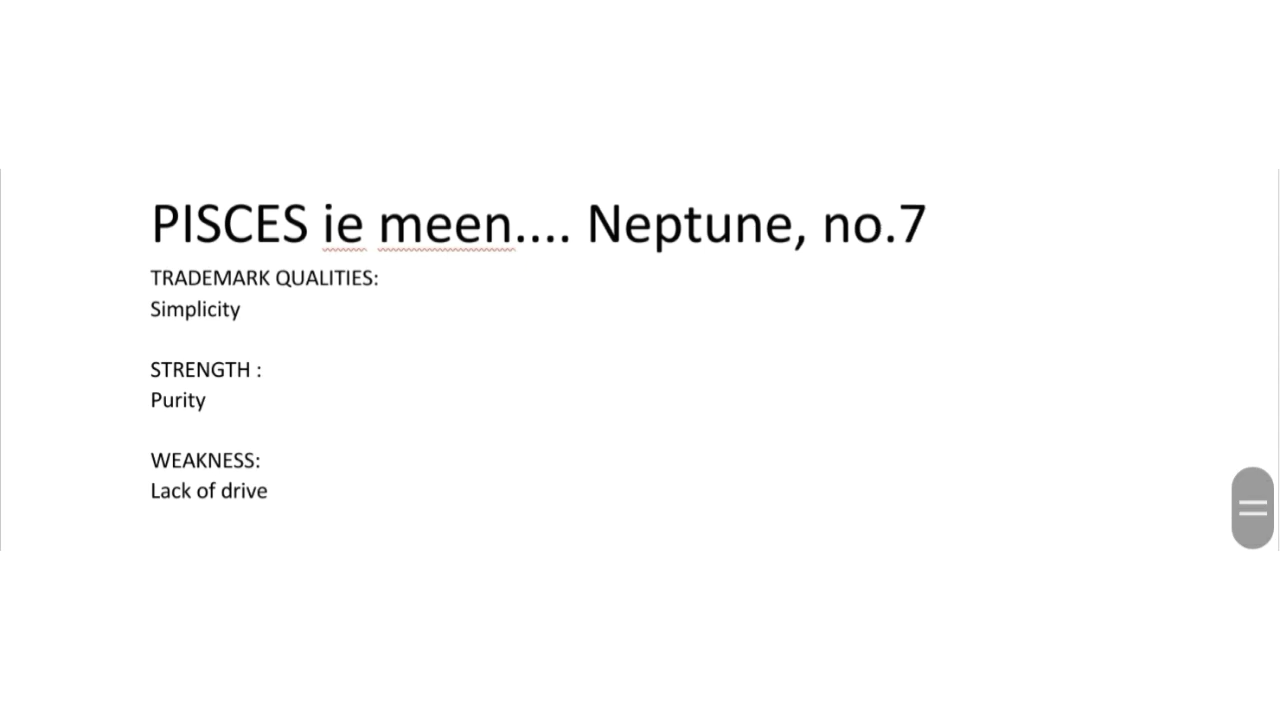 PISCES ie meen.... Neptune, no.7
TRADEMARK QUALITIES:
Simplicity
STRENGTH :
Purity
WEAKNESS:
Lack of drive